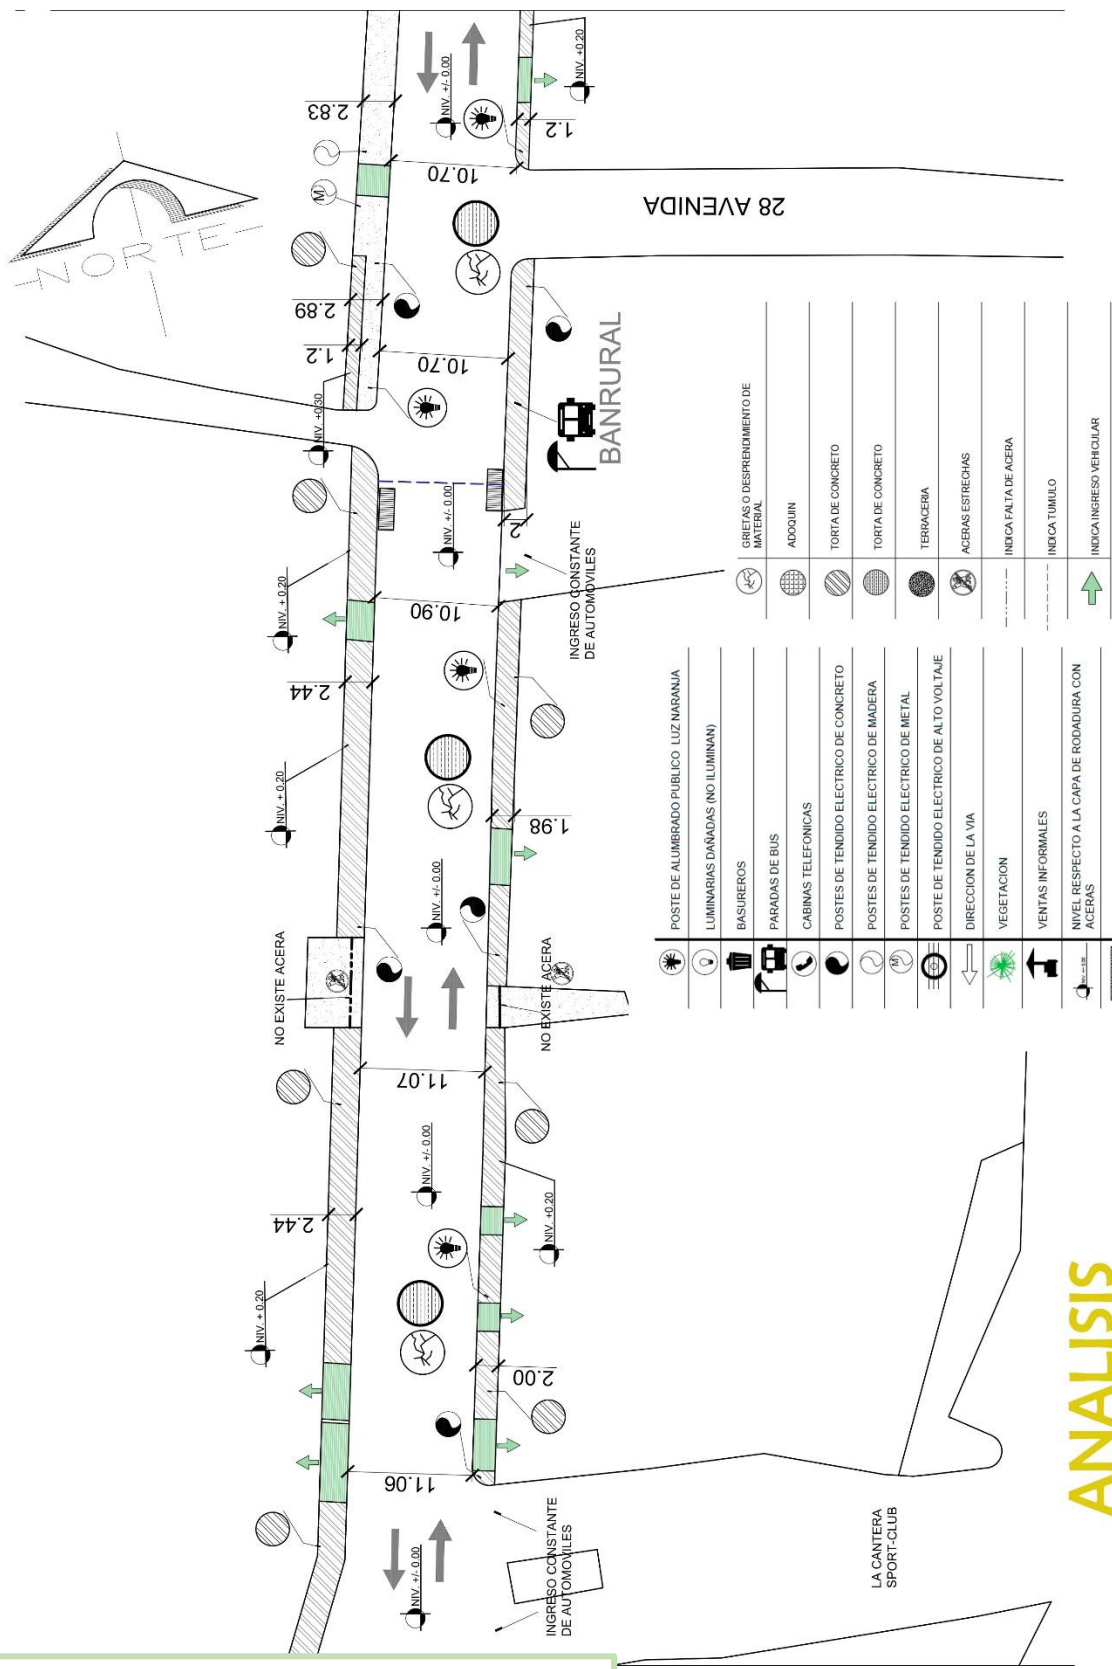 NORTE
2.83
NIV. +/- 0.00
NIV. +0.20
1.2
10.70
M
28 AVENIDA
2.89
1.2
10.70
NIV. +0.30
BANRURAL
NIV. +/- 0.00
2
INGRESO CONSTANTE
DE AUTOMOVILES
NIV. + 0.20
10.90
2.44
NIV. + 0.20
1.98
NIV. +/- 0.00
NO EXISTE ACERA
NO EXISTE ACERA
11.07
NIV. +/- 0.00
2.44
NIV. +0.20
NIV. + 0.20
2.00
11.06
NIV. +/- 0.00
INGRESO CONSTANTE
DE AUTOMOVILES
LA CANTERA
SPORT-CLUB
POSTE DE ALUMBRADO PUBLICO LUZ NARANJA
LUMINARIAS DAÑADAS (NO ILUMINAN)
BASUREROS
PARADAS DE BUS
CABINAS TELEFONICAS
POSTES DE TENDIDO ELECTRICO DE CONCRETO
POSTES DE TENDIDO ELECTRICO DE MADERA
M
POSTES DE TENDIDO ELECTRICO DE METAL
POSTE DE TENDIDO ELECTRICO DE ALTO VOLTAJE
DIRECCION DE LA VIA
VEGETACION
VENTAS INFORMALES
NIVEL RESPECTO A LA CAPA DE RODADURA CON
ACERAS
GRIETAS O DESPRENDIMIENTO DE
MATERIAL
ADOQUIN
TORTA DE CONCRETO
TORTA DE CONCRETO
TERRACERIA
ACERAS ESTRECHAS
INDICA FALTA DE ACERA
INDICA TUMULO
INDICA INGRESO VEHICULAR
ANALISIS